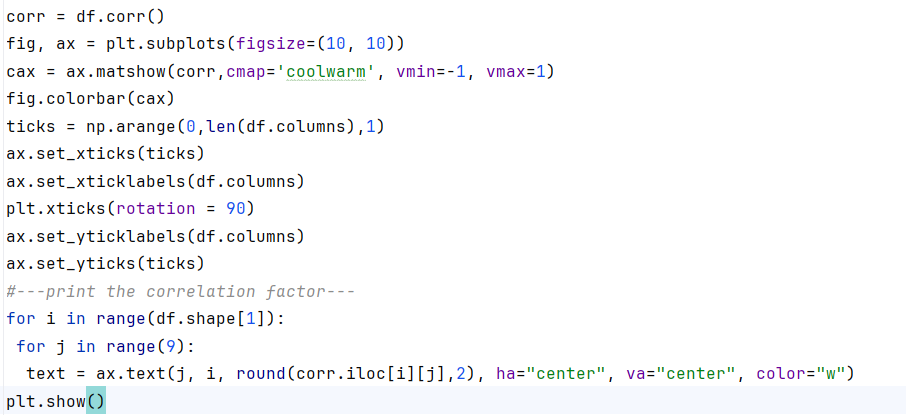 corr = df.corr()
fig, ax = plt.subplots(figsize=(10, 10))
cax = ax.matshow(corr,cmap='coolwarm', vmin=-1, vmax=1)
fig.colorbar(cax)
ticks = np.arange(0,len(df.columns),1)
ax.set_xticks(ticks)
ax.set_xticklabels(df.columns)
plt.xticks(rotation = 90)
ax.set_yticklabels(df.columns)
ax.set_yticks(ticks)
#---print the correlation factor---
for i in range(df.shape[1]):
 for j in range(9):
  text = ax.text(j, i, round(corr.iloc[i][j],2), ha="center", va="center", color="w")
plt.show()